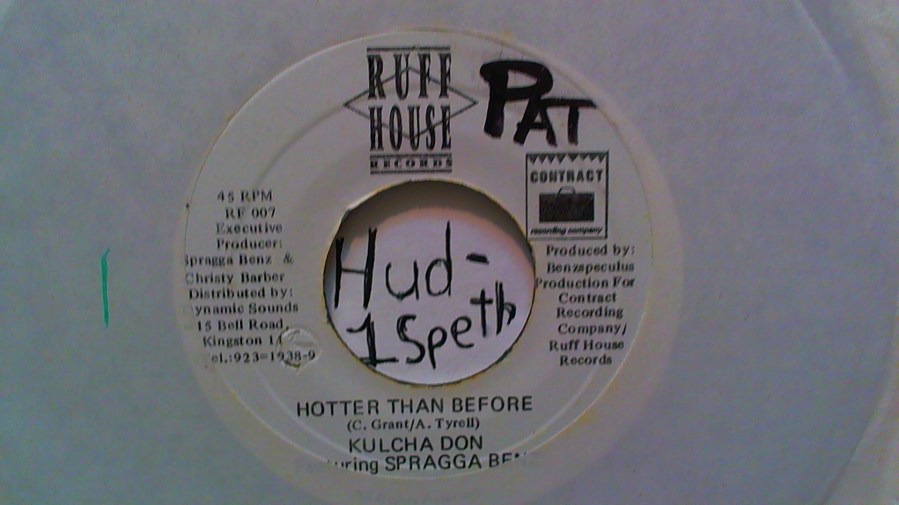 RUFF
HOUSE
RECORDS
PAT
CONTRACT
recording company
45 RPM
RF 007
Executive
Producer:
Spragga Benz &
Christy Barber
Distributed by:
ynamic Sounds
15 Bell Road,
Kingston 11
el.:923=1938-9
Hud-
1Speth
Produced by:
Benzspeculus
Production For
Contract
Recording
Company/
Ruff House
Records
HOTTER THAN BEFORE
(C. Grant/A. Tyrell)
KULCHA DON
uring SPRAGGA BEN